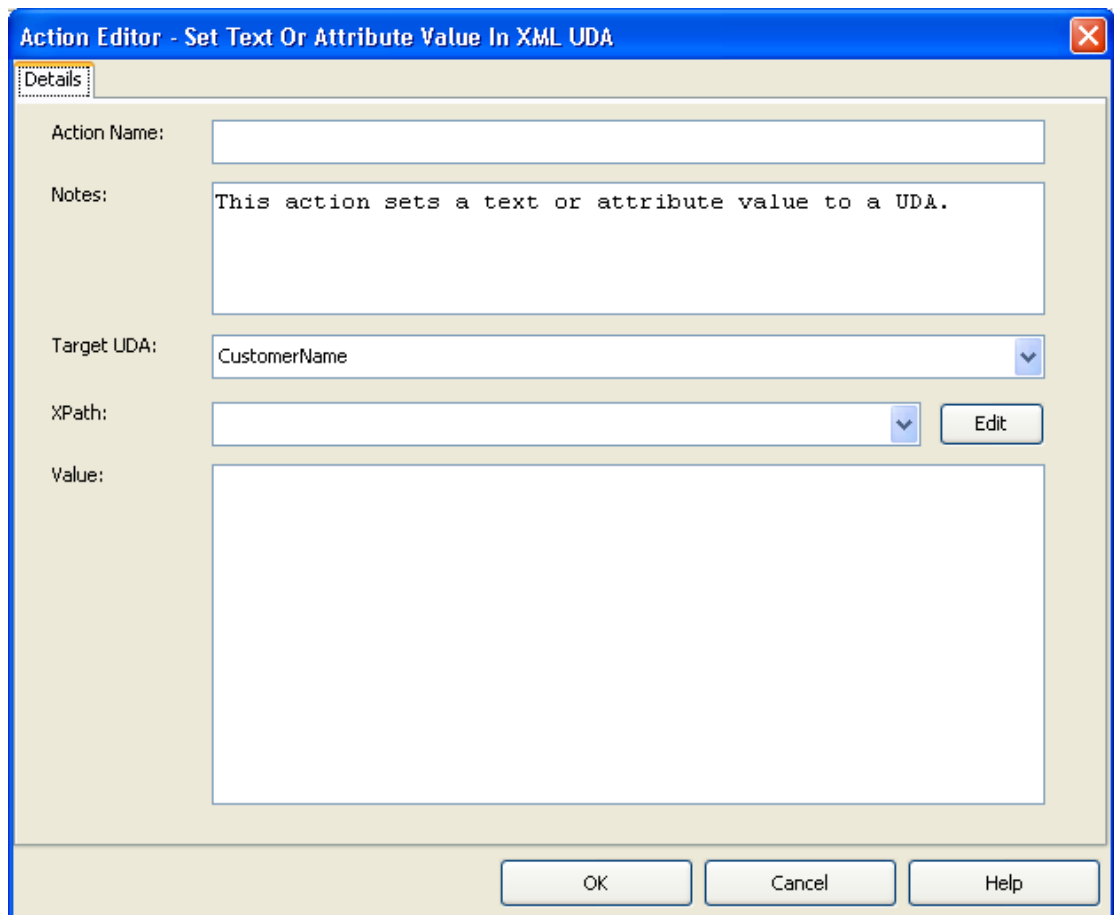 Action Editor - Set Text Or Attribute Value In XML UDA
Details
Action Name:
Notes:
This action sets a text or attribute value to a UDA.
Target UDA:
CustomerName
XPath:
Edit
Value:
OK
Cancel
Help